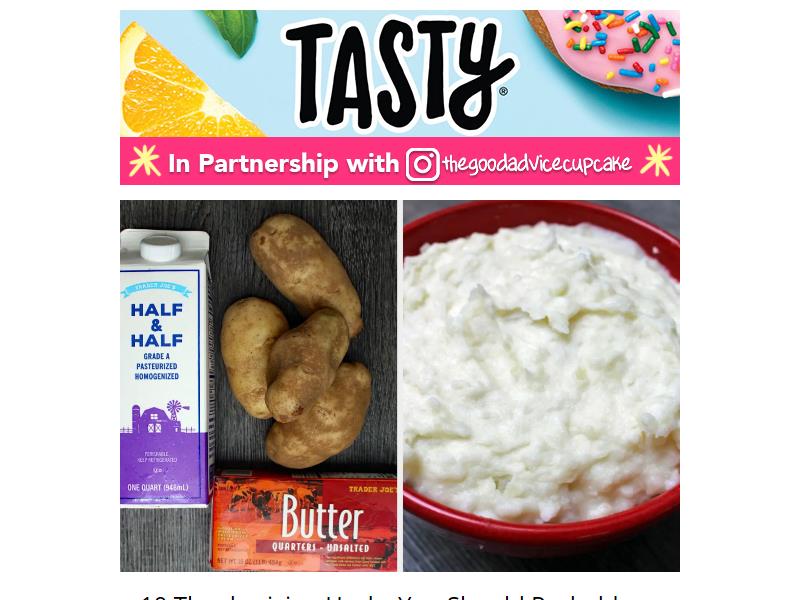 TASTY®
In Partnership with thegoodadvicecupcake
TRADER JOE'S
HALF
&
HALF
GRADE A
PASTEURIZED
HOMOGENIZED
PERISHABLE
KEEP REFRIGERATED
ONE QUART (946mL)
TRADER JOE'S
Butter
QUARTERS - UNSALTED
NET WT. 16 OZ. (1 LB) 454g